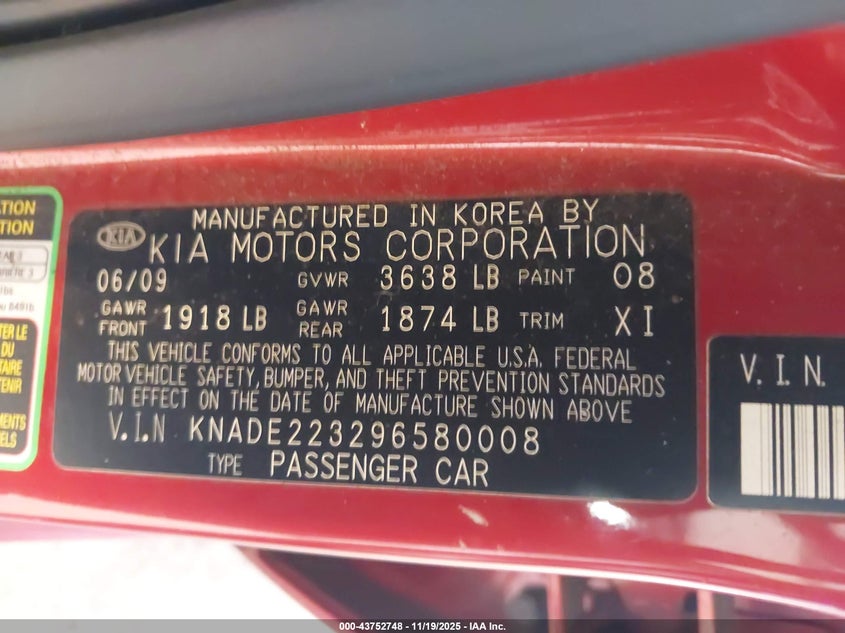 MANUFACTURED IN KOREA BY
KIA KIA MOTORS CORPORATION
06/09 GVWR 3638 LB PAINT 08
GAWR FRONT 1918 LB GAWR REAR 1874 LB TRIM XI
THIS VEHICLE CONFORMS TO ALL APPLICABLE U.S.A. FEDERAL
MOTOR VEHICLE SAFETY, BUMPER, AND THEFT PREVENTION STANDARDS
IN EFFECT ON THE DATE OF MANUFACTURE SHOWN ABOVE
V.I.N KNADE223296580008
TYPE PASSENGER CAR
V.I.N.
000-43752748 - 11/19/2025 - IAA Inc.